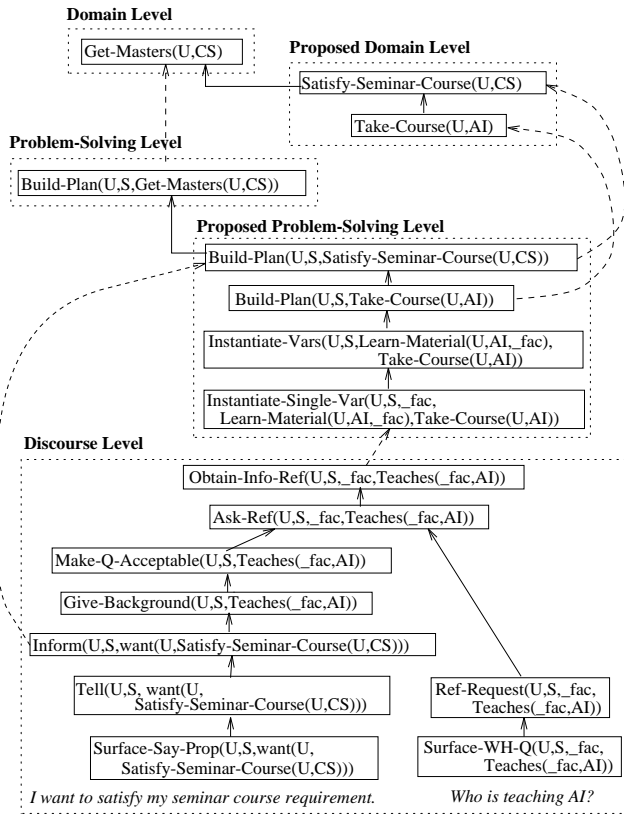 Domain Level
Get-Masters(U,CS)
Proposed Domain Level
Satisfy-Seminar-Course(U,CS)
Take-Course(U,AI)
Problem-Solving Level
Build-Plan(U,S,Get-Masters(U,CS))
Proposed Problem-Solving Level
Build-Plan(U,S,Satisfy-Seminar-Course(U,CS))
Build-Plan(U,S,Take-Course(U,AI))
Instantiate-Vars(U,S,Learn-Material(U,AI,_fac),
Take-Course(U,AI))
Instantiate-Single-Var(U,S,_fac,
Learn-Material(U,AI,_fac),Take-Course(U,AI))
Discourse Level
Obtain-Info-Ref(U,S,_fac,Teaches(_fac,AI))
Ask-Ref(U,S,_fac,Teaches(_fac,AI))
Make-Q-Acceptable(U,S,Teaches(_fac,AI))
Give-Background(U,S,Teaches(_fac,AI))
Inform(U,S,want(U,Satisfy-Seminar-Course(U,CS)))
Tell(U,S, want(U,
Satisfy-Seminar-Course(U,CS)))
Ref-Request(U,S,_fac,
Teaches(_fac,AI))
Surface-Say-Prop(U,S,want(U,
Satisfy-Seminar-Course(U,CS)))
Surface-WH-Q(U,S,_fac,
Teaches(_fac,AI))
I want to satisfy my seminar course requirement.
Who is teaching AI?